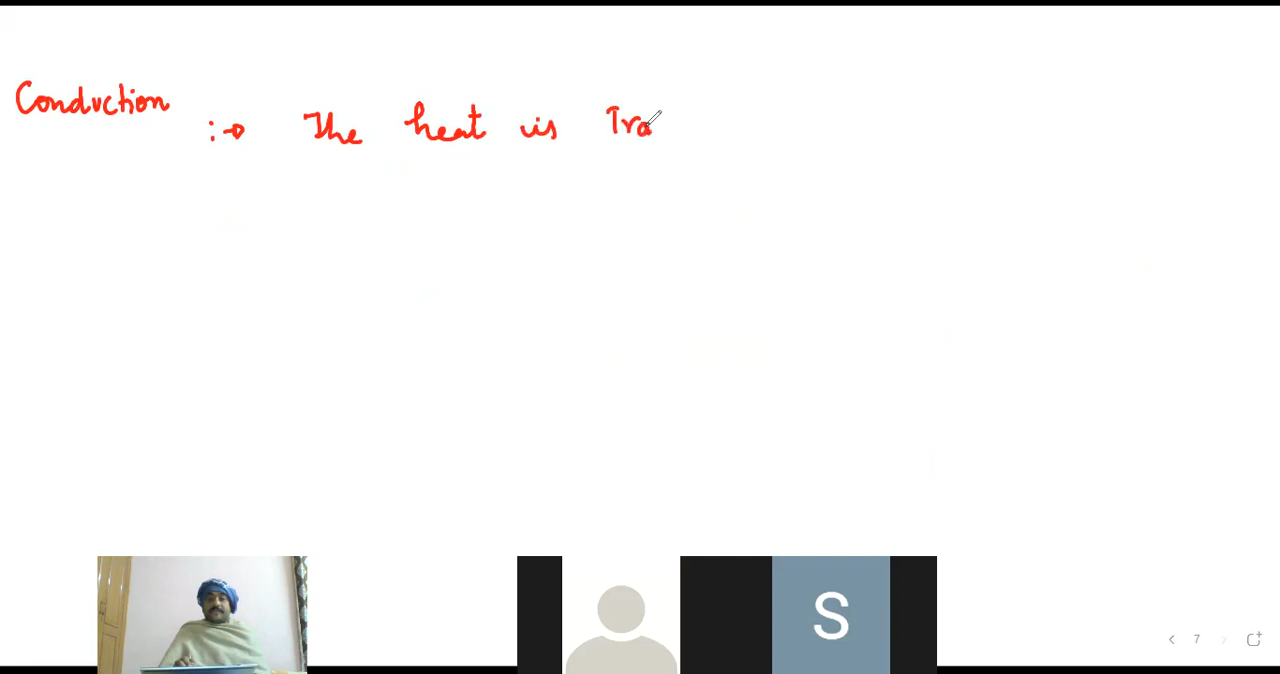 Conduction :→ The heat is Tra
S
7